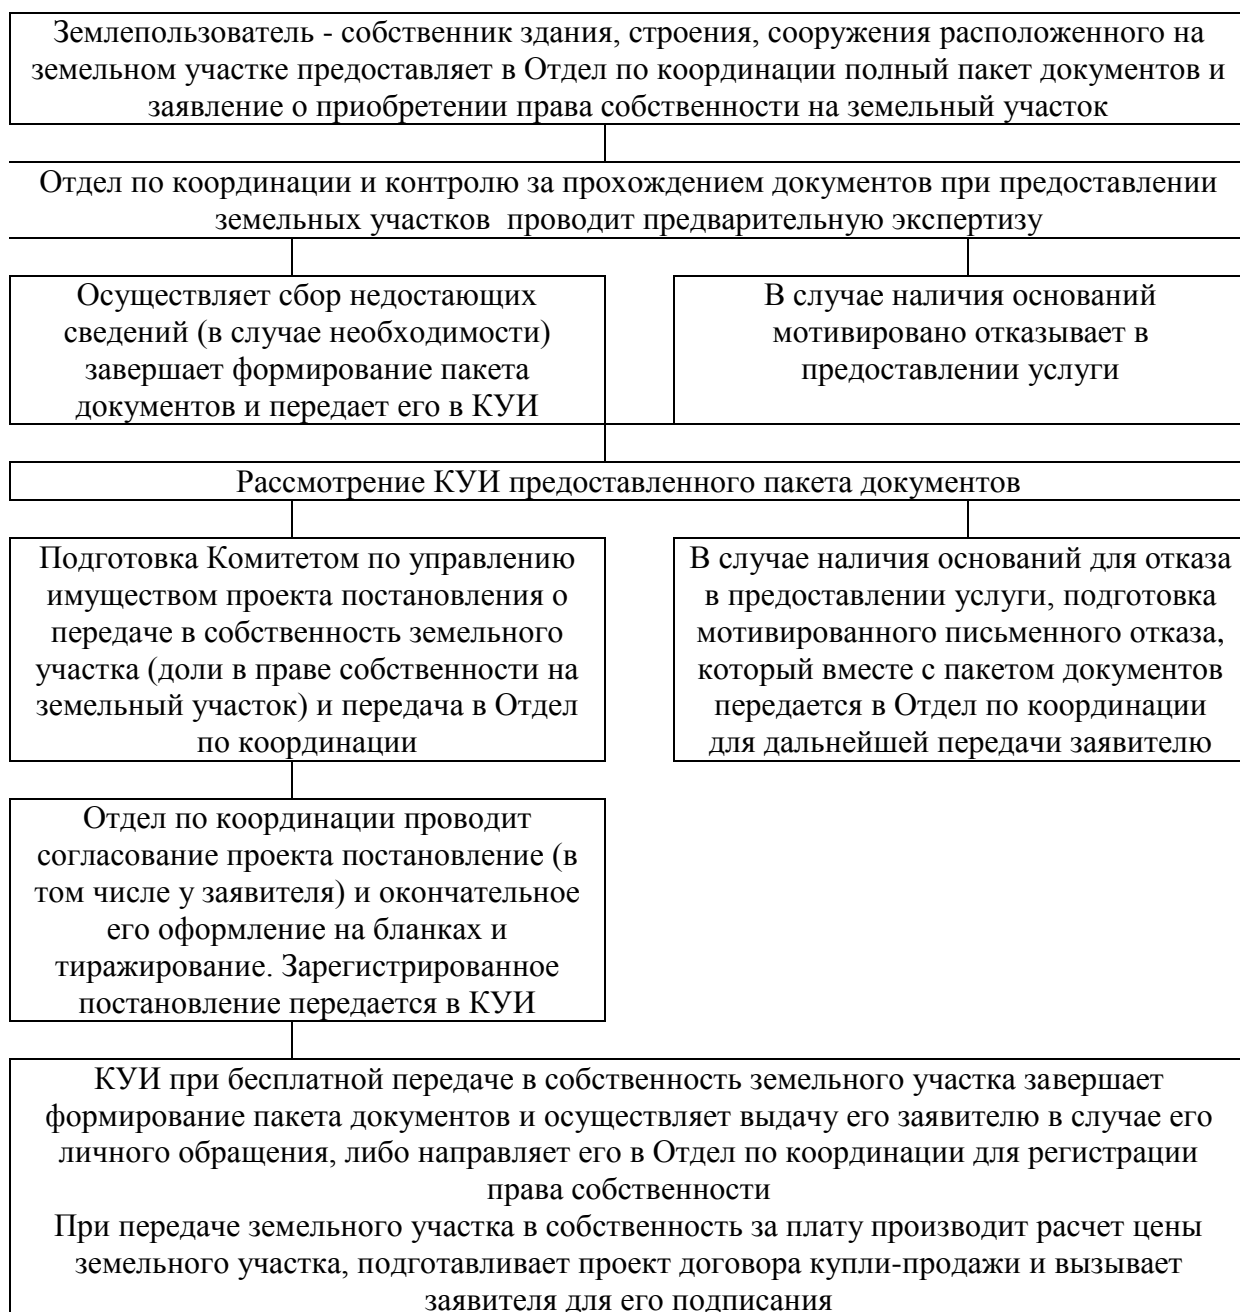 Землепользователь - собственник здания, строения, сооружения расположенного на
земельном участке предоставляет в Отдел по координации полный пакет документов и
заявление о приобретении права собственности на земельный участок
Отдел по координации и контролю за прохождением документов при предоставлении
земельных участков проводит предварительную экспертизу
Осуществляет сбор недостающих
сведений (в случае необходимости)
завершает формирование пакета
документов и передает его в КУИ
В случае наличия оснований
мотивировано отказывает в
предоставлении услуги
Рассмотрение КУИ предоставленного пакета документов
Подготовка Комитетом по управлению
имуществом проекта постановления о
передаче в собственность земельного
участка (доли в праве собственности на
земельный участок) и передача в Отдел
по координации
В случае наличия оснований для отказа
в предоставлении услуги, подготовка
мотивированного письменного отказа,
который вместе с пакетом документов
передается в Отдел по координации
для дальнейшей передачи заявителю
Отдел по координации проводит
согласование проекта постановление (в
том числе у заявителя) и окончательное
его оформление на бланках и
тиражирование. Зарегистрированное
постановление передается в КУИ
КУИ при бесплатной передаче в собственность земельного участка завершает
формирование пакета документов и осуществляет выдачу его заявителю в случае его
личного обращения, либо направляет его в Отдел по координации для регистрации
права собственности
При передаче земельного участка в собственность за плату производит расчет цены
земельного участка, подготавливает проект договора купли-продажи и вызывает
заявителя для его подписания